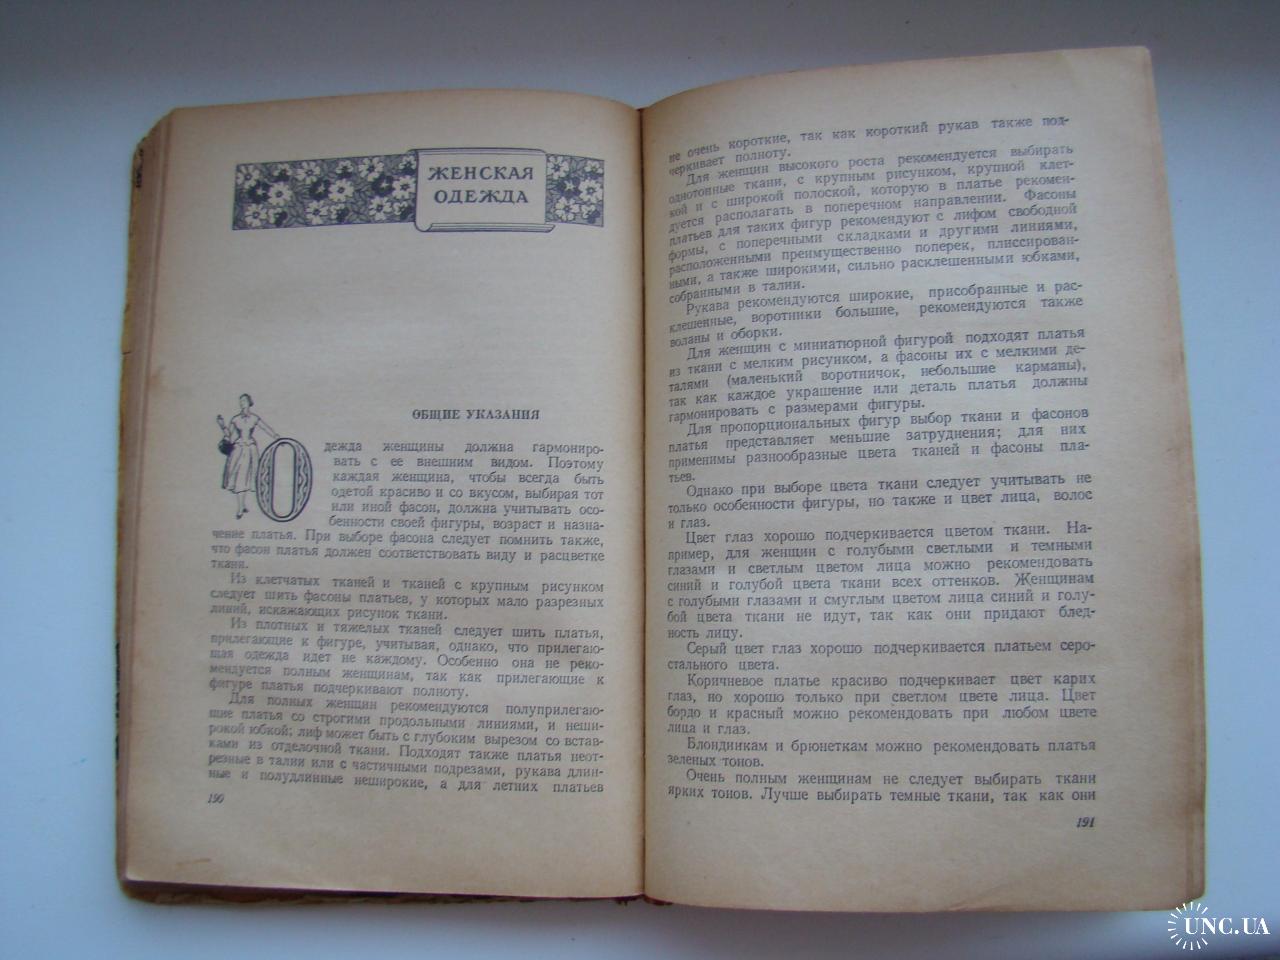 ЖЕНСКАЯ
ОДЕЖДА
ОБЩИЕ УКАЗАНИЯ
Одежда женщины должна гармониро-
вать с ее внешним видом. Поэтому
каждая женщина, чтобы всегда быть
одетой красиво и со вкусом, выбирая тот
или иной фасон, должна учитывать осо-
бенности своей фигуры, возраст и назна-
чение платья. При выборе фасона следует помнить также,
что фасон платья должен соответствовать виду и расцветке
ткани.
Из клетчатых тканей и тканей с крупным рисунком
следует шить фасоны платьев, у которых мало разрезных
линий, искажающих рисунок ткани.
Из плотных и тяжелых тканей следует шить платья,
прилегающие к фигуре, учитывая, однако, что прилегаю-
щая одежда идет не каждому. Особенно она не реко-
мендуется полным женщинам, так как прилегающие к
фигуре платья подчеркивают полноту.
Для полных женщин рекомендуются полуприлегаю-
щие платья со строгими продольными линиями, и неши-
рокой юбкой; лиф может быть с глубоким вырезом со встав-
ками из отделочной ткани. Подходят также платья неот-
резные в талии или с частичными подрезами, рукава длин-
ные и полудлинные неширокие, а для летних платьев
190
не очень короткие, так как короткий рукав также под-
черкивает полноту.
Для женщин высокого роста рекомендуется выбирать
однотонные ткани, с крупным рисунком, крупной клет-
кой и с широкой полоской, которую в платье рекомен-
дуется располагать в поперечном направлении. Фасоны
платьев для таких фигур рекомендуют с лифом свободной
формы, с поперечными складками и другими линиями,
расположенными преимущественно поперек, плиссирован-
ными, а также широкими, сильно расклешенными юбками,
собранными в талии.
Рукава рекомендуются широкие, присобранные и рас-
клешенные, воротники большие, рекомендуются также
воланы и оборки.
Для женщин с миниатюрной фигурой подходят платья
из ткани с мелким рисунком, а фасоны их с мелкими де-
талями (маленький воротничок, небольшие карманы),
так как каждое украшение или деталь платья должны
гармонировать с размерами фигуры.
Для пропорциональных фигур выбор ткани и фасонов
платья представляет меньшие затруднения; для них
применимы разнообразные цвета тканей и фасоны пла-
тьев.
Однако при выборе цвета ткани следует учитывать не
только особенности фигуры, но также и цвет лица, волос
и глаз.
Цвет глаз хорошо подчеркивается цветом ткани. На-
пример, для женщин с голубыми светлыми и темными
глазами и светлым цветом лица можно рекомендовать
синий и голубой цвета ткани всех оттенков. Женщинам
с голубыми глазами и смуглым цветом лица синий и голу-
бой цвета ткани не идут, так как они придают блед-
ность лицу.
Серый цвет глаз хорошо подчеркивается платьем серо-
стального цвета.
Коричневое платье красиво подчеркивает цвет карих
глаз, но хорошо только при светлом цвете лица. Цвет
бордо и красный можно рекомендовать при любом цвете
лица и глаз.
Блондинкам и брюнеткам можно рекомендовать платья
зеленых тонов.
Очень полным женщинам не следует выбирать ткани
ярких тонов. Лучше выбирать темные ткани, так как они
191
UNC.UA